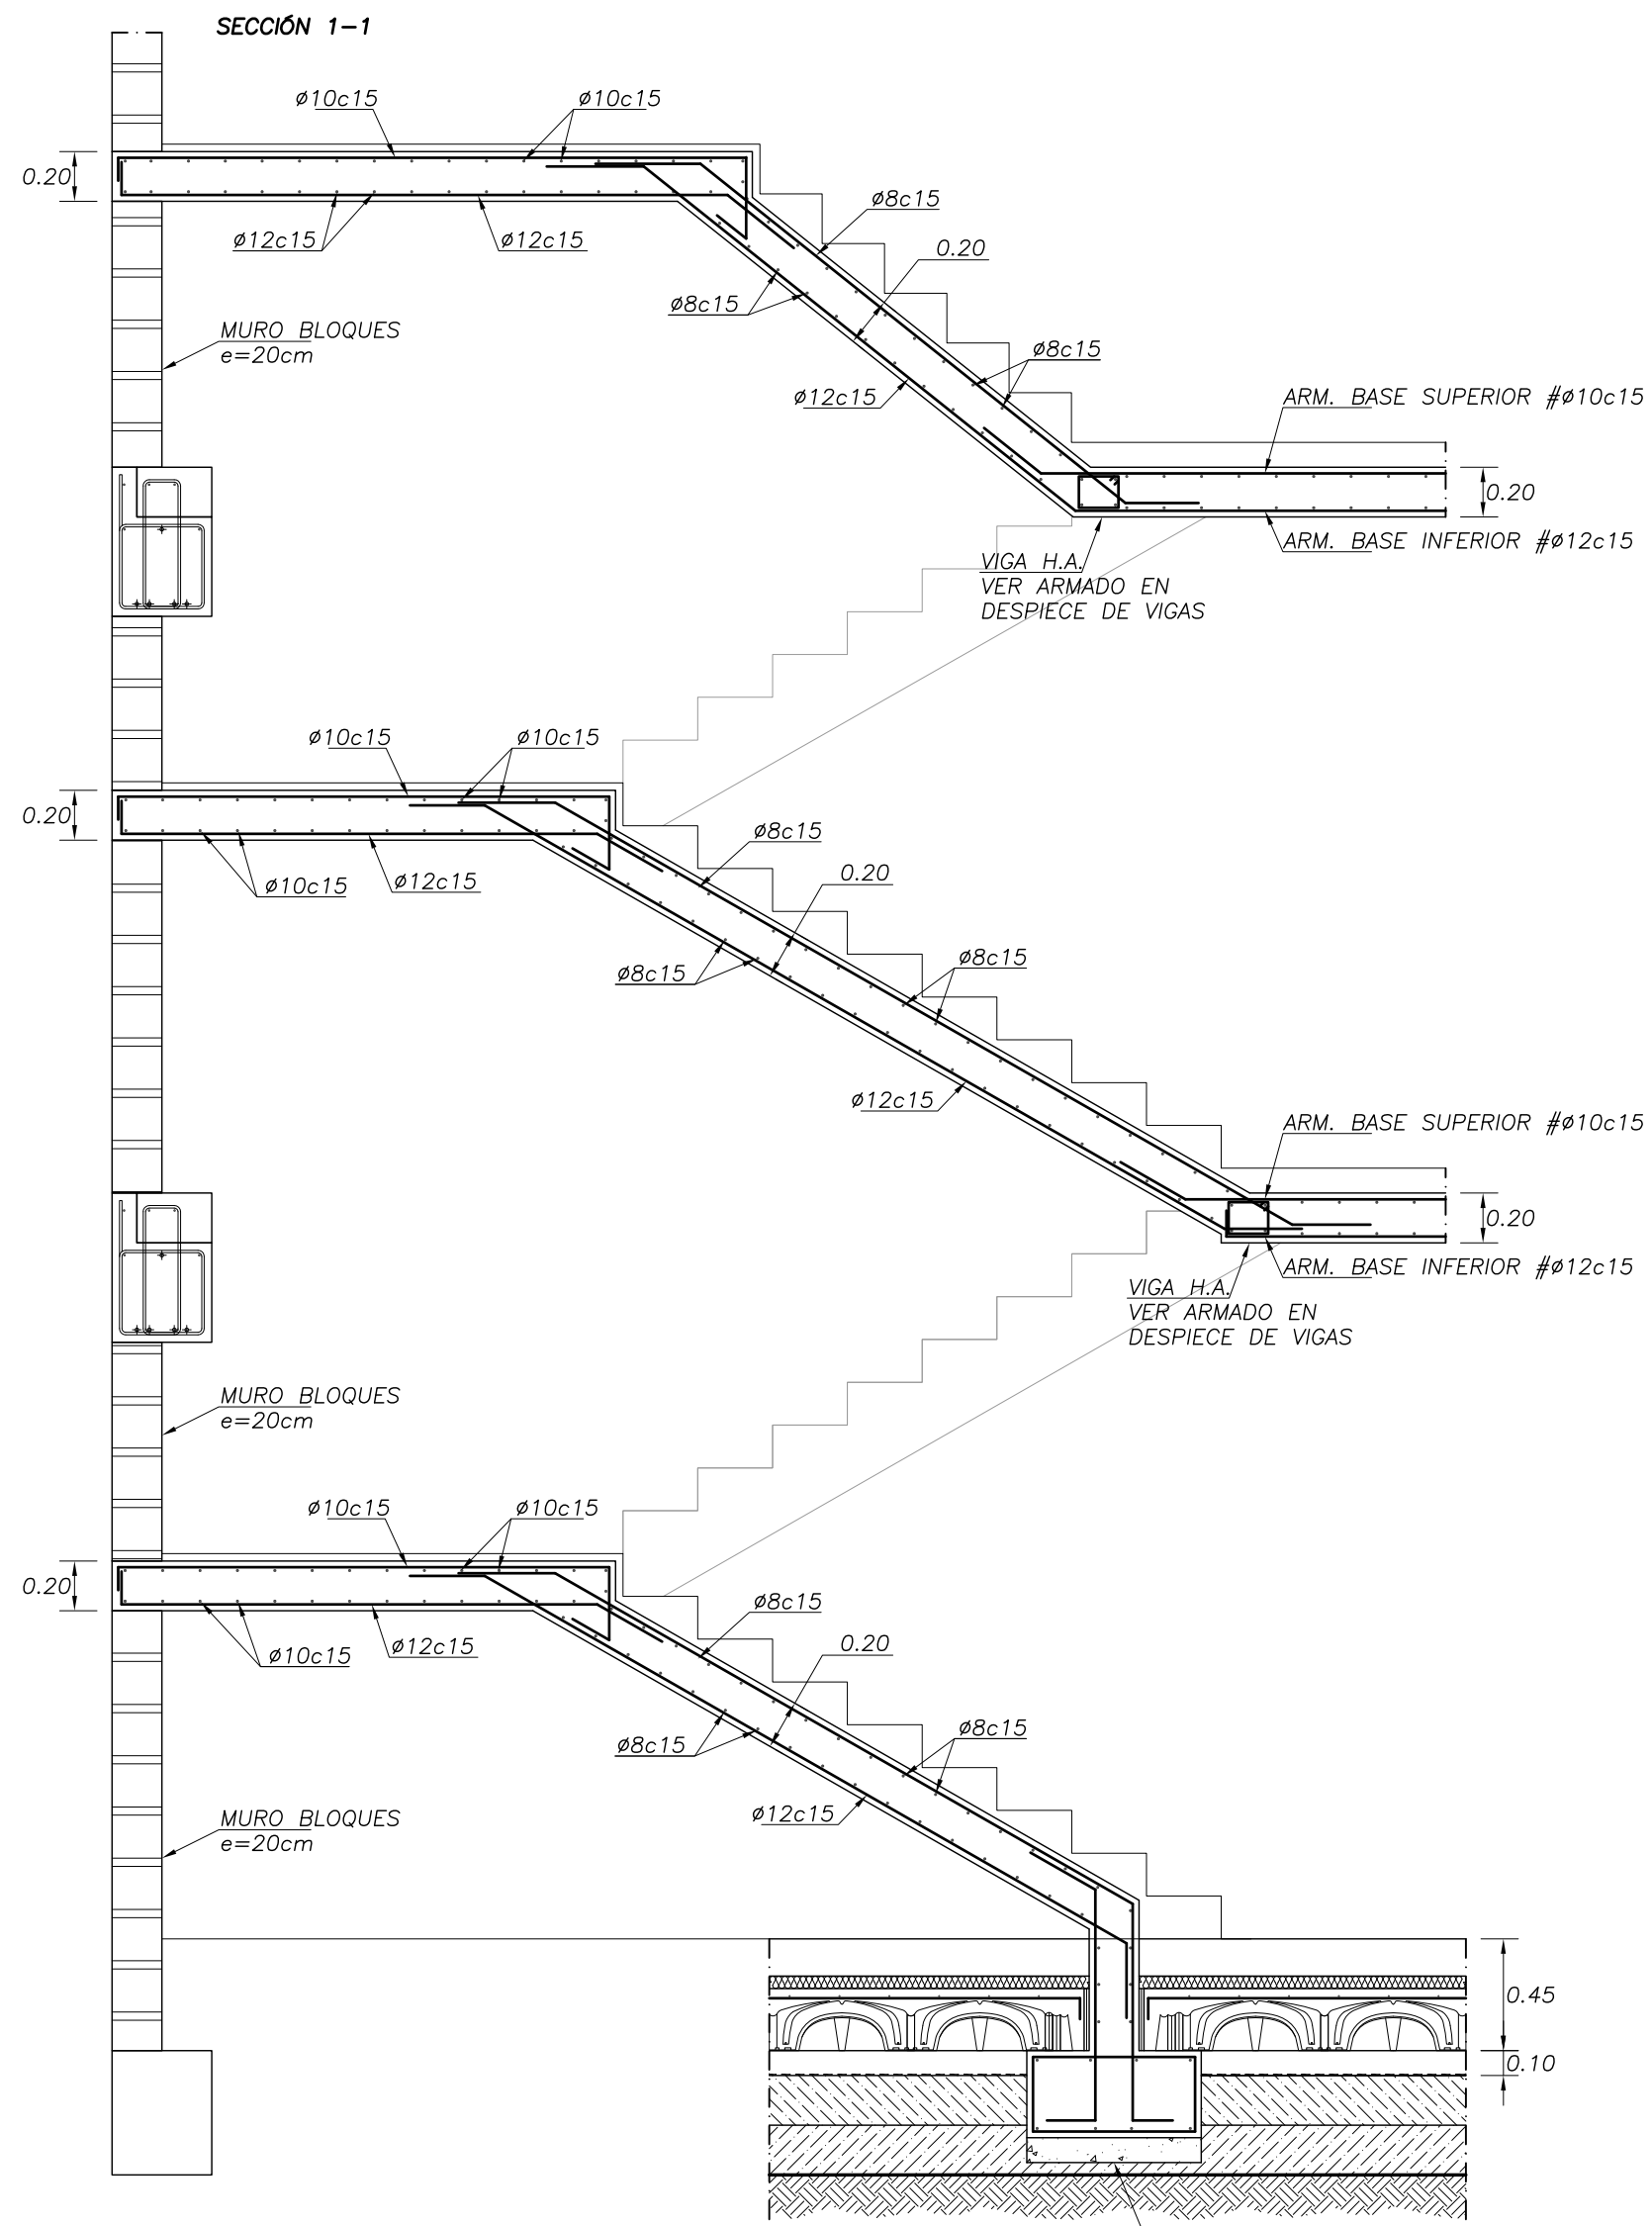 SECCIÓN 1-1
ø10c15
ø10c15
0.20
ø12c15
ø12c15
ø8c15
0.20
ø8c15
MURO BLOQUES
e=20cm
ø8c15
ø12c15
ARM. BASE SUPERIOR #ø10c15
0.20
ARM. BASE INFERIOR #ø12c15
VIGA H.A.
VER ARMADO EN
DESPIECE DE VIGAS
ø10c15
ø10c15
0.20
ø8c15
0.20
ø10c15
ø12c15
ø8c15
ø8c15
ø12c15
ARM. BASE SUPERIOR #ø10c15
0.20
ARM. BASE INFERIOR #ø12c15
VIGA H.A.
VER ARMADO EN
DESPIECE DE VIGAS
MURO BLOQUES
e=20cm
ø10c15
ø10c15
0.20
ø8c15
0.20
ø10c15
ø12c15
ø8c15
ø8c15
ø12c15
MURO BLOQUES
e=20cm
0.45
0.10